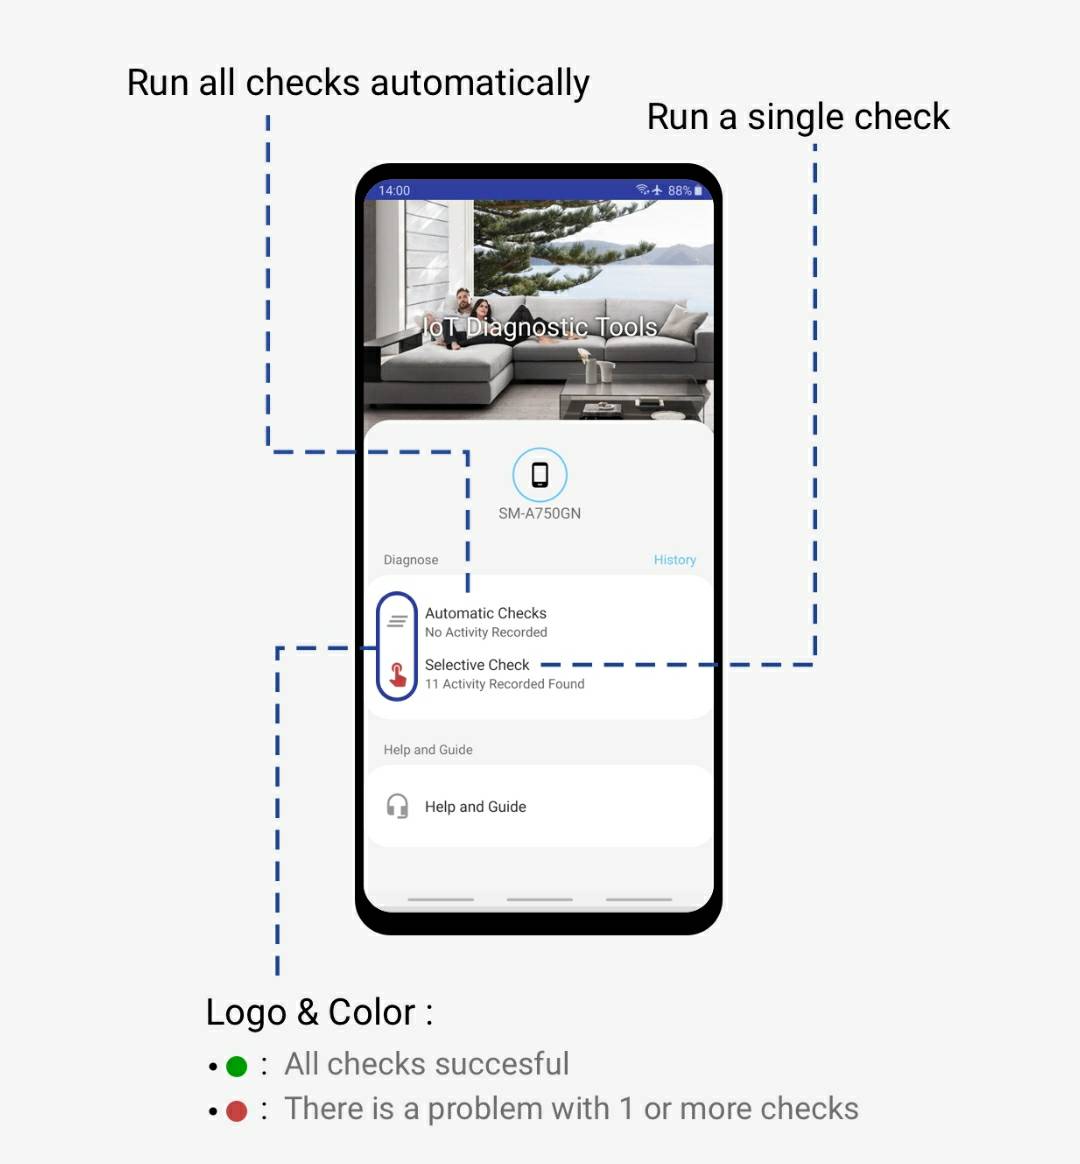 Run all checks automatically
Run a single check
14:00
88%
IoT Diagnostic Tools
SM-A750GN
Diagnose
History
Automatic Checks
No Activity Recorded
Selective Check
11 Activity Recorded Found
Help and Guide
Help and Guide
Logo & Color :
• : All checks succesful
• : There is a problem with 1 or more checks